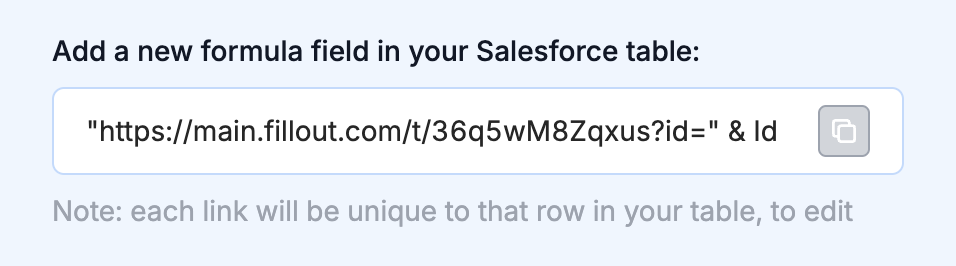 Add a new formula field in your Salesforce table:
"https://main.fillout.com/t/36q5wM8Zqxus?id=" & Id
Note: each link will be unique to that row in your table, to edit